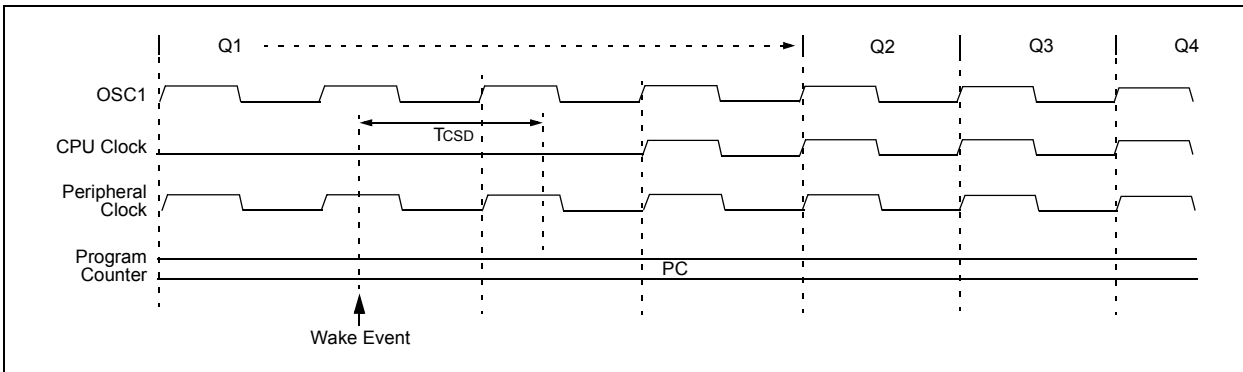 Q1 Q2 Q3 Q4
OSC1
TCSD
CPU Clock
Peripheral
Clock
Program
Counter
PC
Wake Event